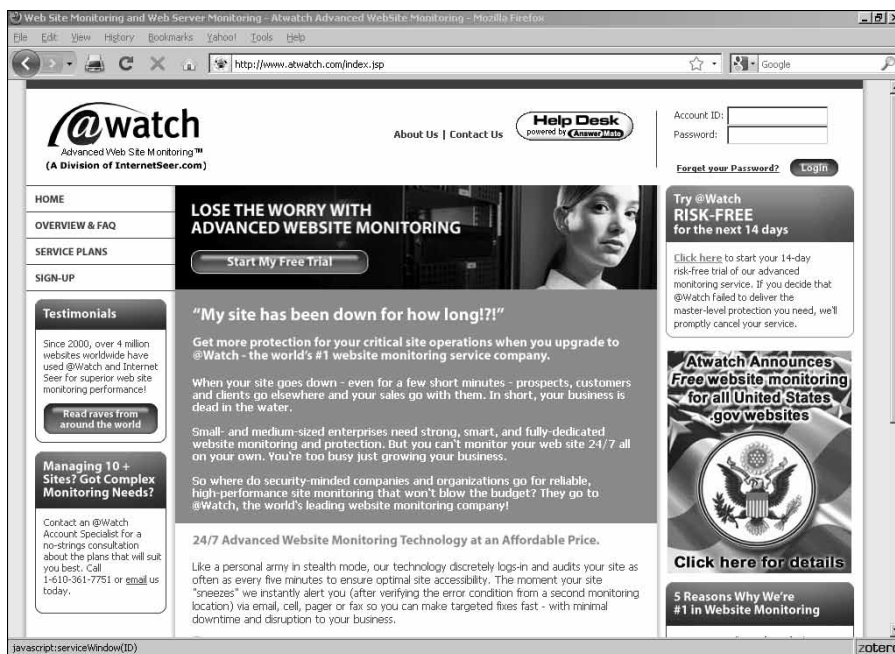 Web Site Monitoring and Web Server Monitoring - Atwatch Advanced WebSite Monitoring - Mozilla Firefox
File Edit View History Bookmarks Yahoo! Tools Help
http://www.atwatch.com/index.jsp
Google
@watch
Advanced Web Site Monitoring™
(A Division of InternetSeer.com)
About Us | Contact Us
Help Desk
powered by AnswerMate
Account ID:
Password:
Forget your Password?
Login
HOME
OVERVIEW & FAQ
SERVICE PLANS
SIGN-UP
Testimonials
Since 2000, over 4 million
websites worldwide have
used @Watch and Internet
Seer for superior web site
monitoring performance!
Read raves from
around the world
Managing 10 +
Sites? Got Complex
Monitoring Needs?
Contact an @Watch
Account Specialist for a
no-strings consultation
about the plans that will suit
you best. Call
1-610-361-7751 or email us
today.
LOSE THE WORRY WITH
ADVANCED WEBSITE MONITORING
Start My Free Trial
“My site has been down for how long!?!”
Get more protection for your critical site operations when you upgrade to
@Watch - the world's #1 website monitoring service company.
When your site goes down - even for a few short minutes - prospects, customers
and clients go elsewhere and your sales go with them. In short, your business is
dead in the water.
Small- and medium-sized enterprises need strong, smart, and fully-dedicated
website monitoring and protection. But you can't monitor your web site 24/7 all
on your own. You're too busy just growing your business.
So where do security-minded companies and organizations go for reliable,
high-performance site monitoring that won't blow the budget? They go to
@Watch, the world's leading website monitoring company!
24/7 Advanced Website Monitoring Technology at an Affordable Price.
Like a personal army in stealth mode, our technology discretely logs-in and audits your site as
often as every five minutes to ensure optimal site accessibility. The moment your site
"sneezes" we instantly alert you (after verifying the error condition from a second monitoring
location) via email, cell, pager or fax so you can make targeted fixes fast - with minimal
downtime and disruption to your business.
Try @Watch
RISK-FREE
for the next 14 days
Click here to start your 14-day
risk-free trial of our advanced
monitoring service. If you decide that
@Watch failed to deliver the
master-level protection you need, we'll
promptly cancel your service.
Atwatch Announces
Free website monitoring
for all United States
.gov websites
Click here for details
5 Reasons Why We're
#1 in Website Monitoring
javascript:serviceWindow(ID)
zotero